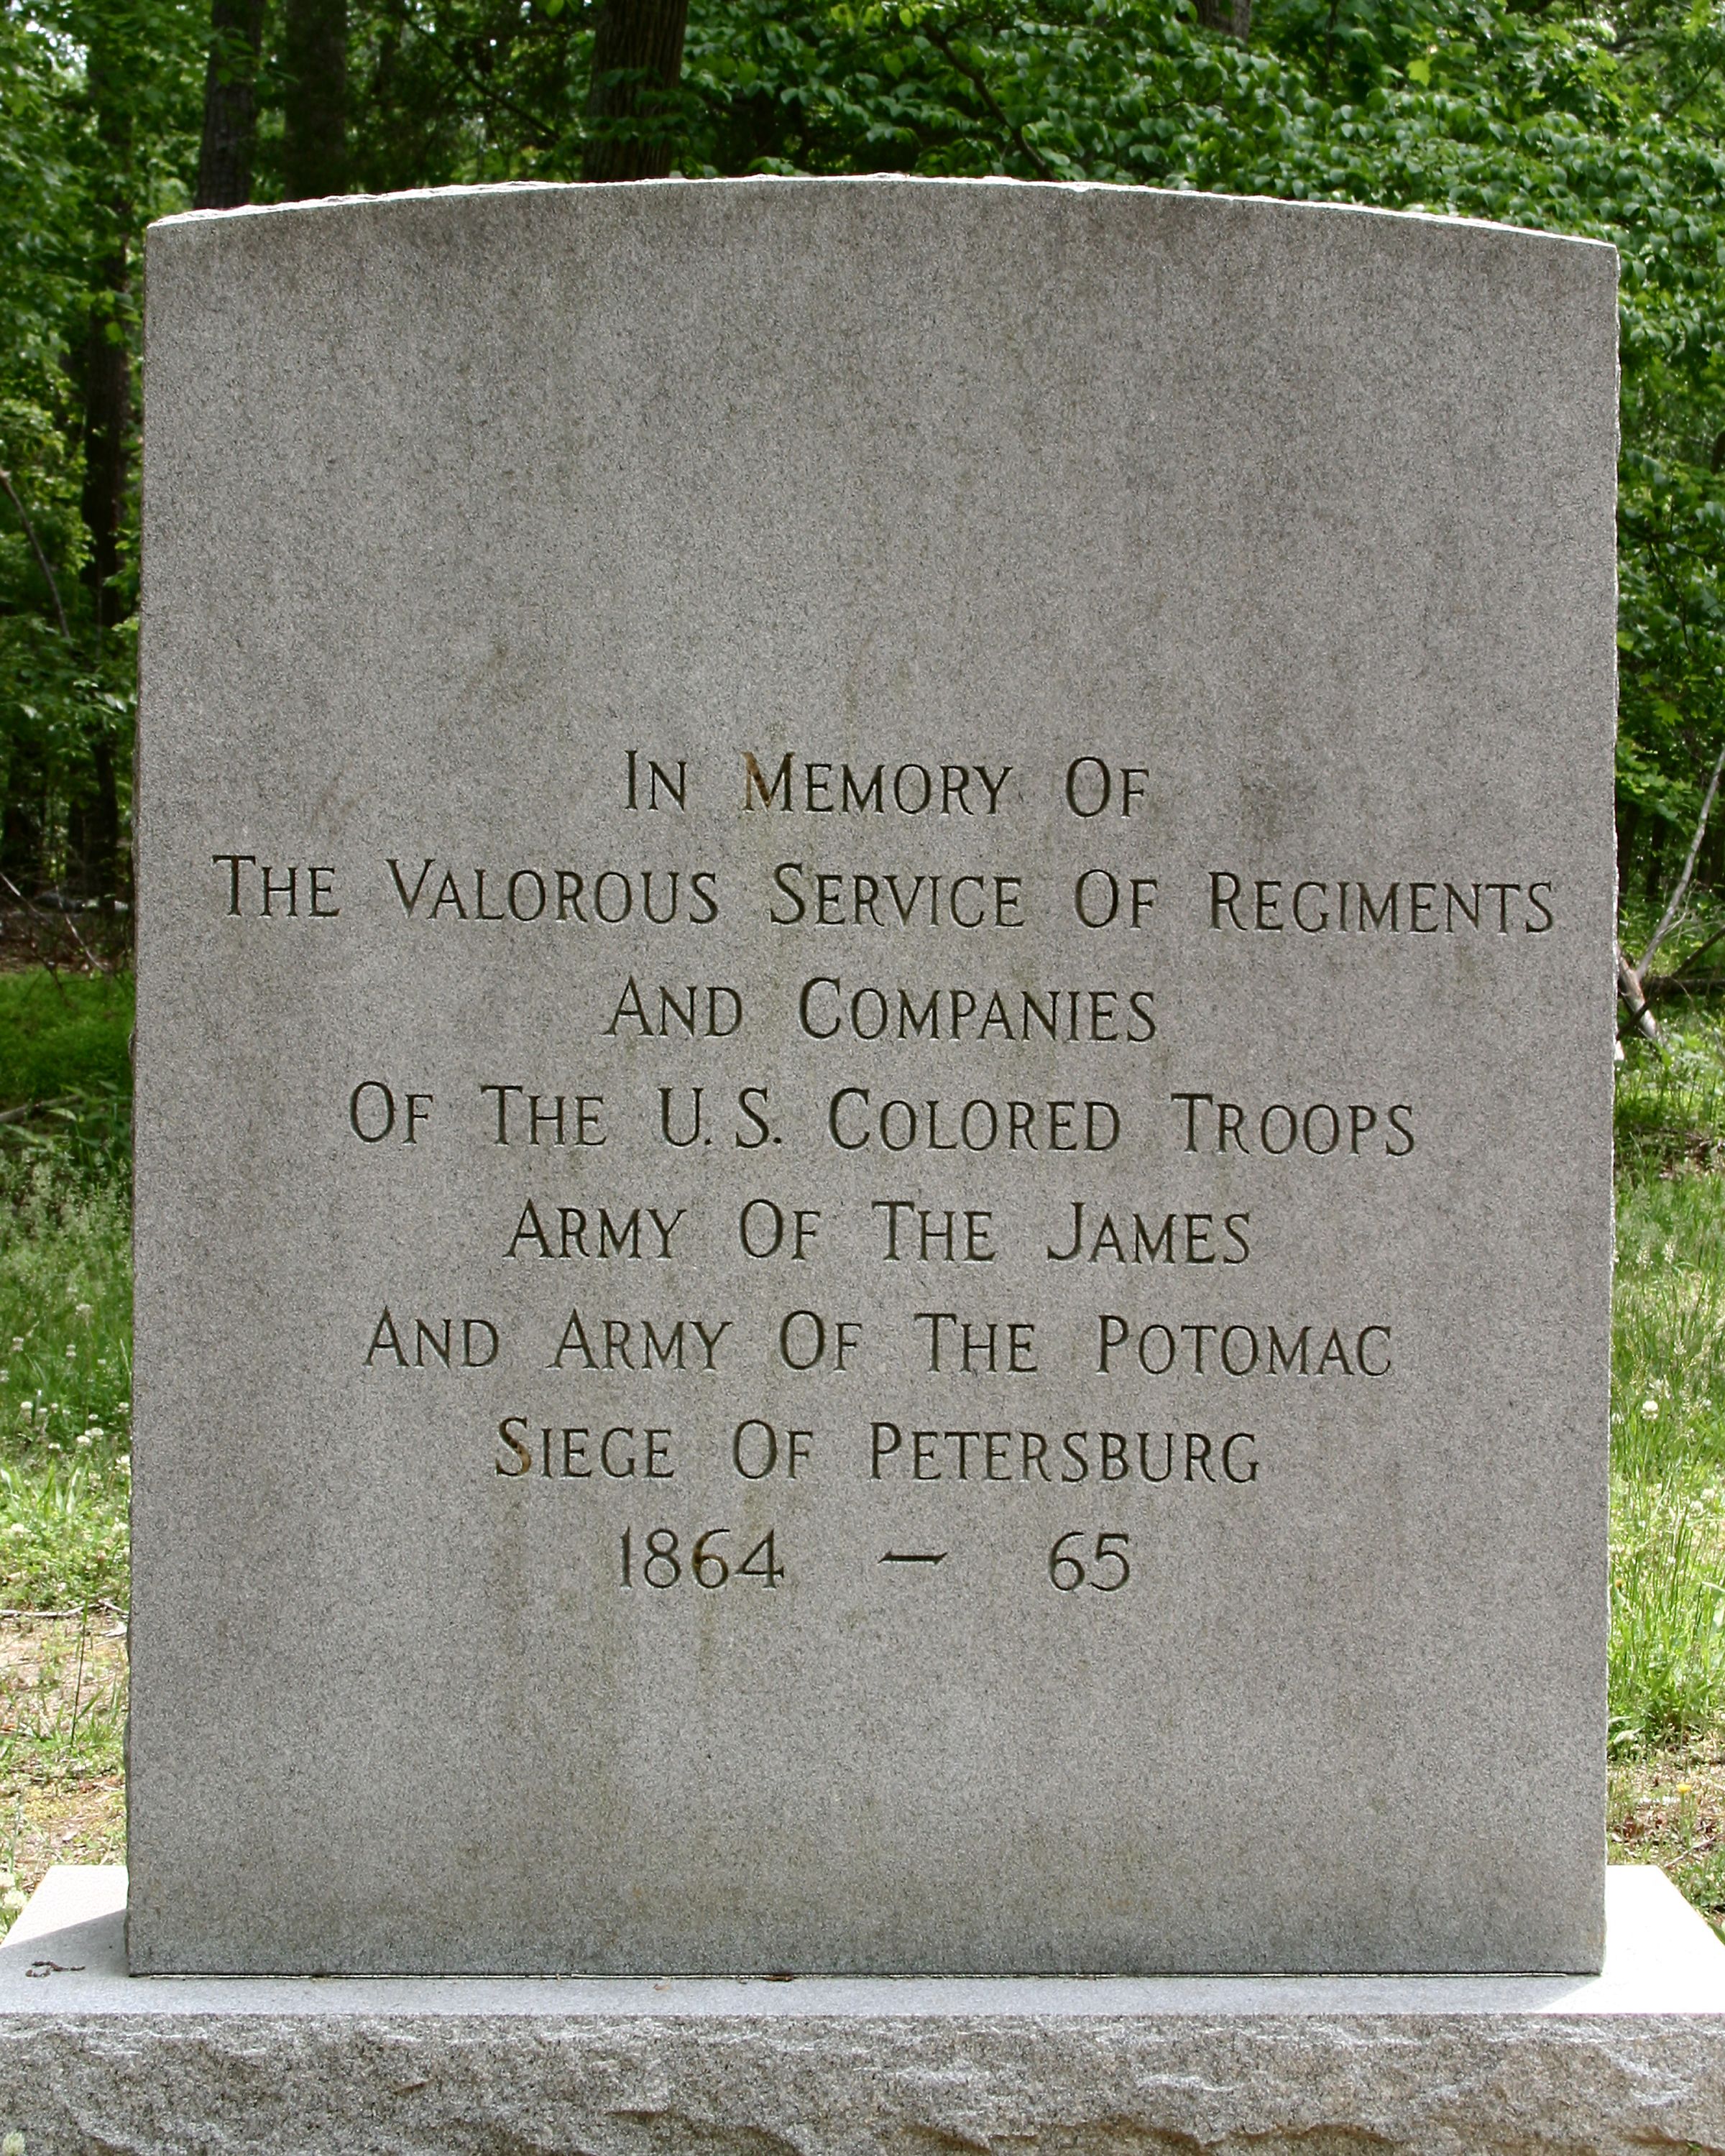 In Memory Of
The Valorous Service Of Regiments
And Companies
Of The U.S. Colored Troops
Army Of The James
And Army Of The Potomac
Siege Of Petersburg
1864 — 65